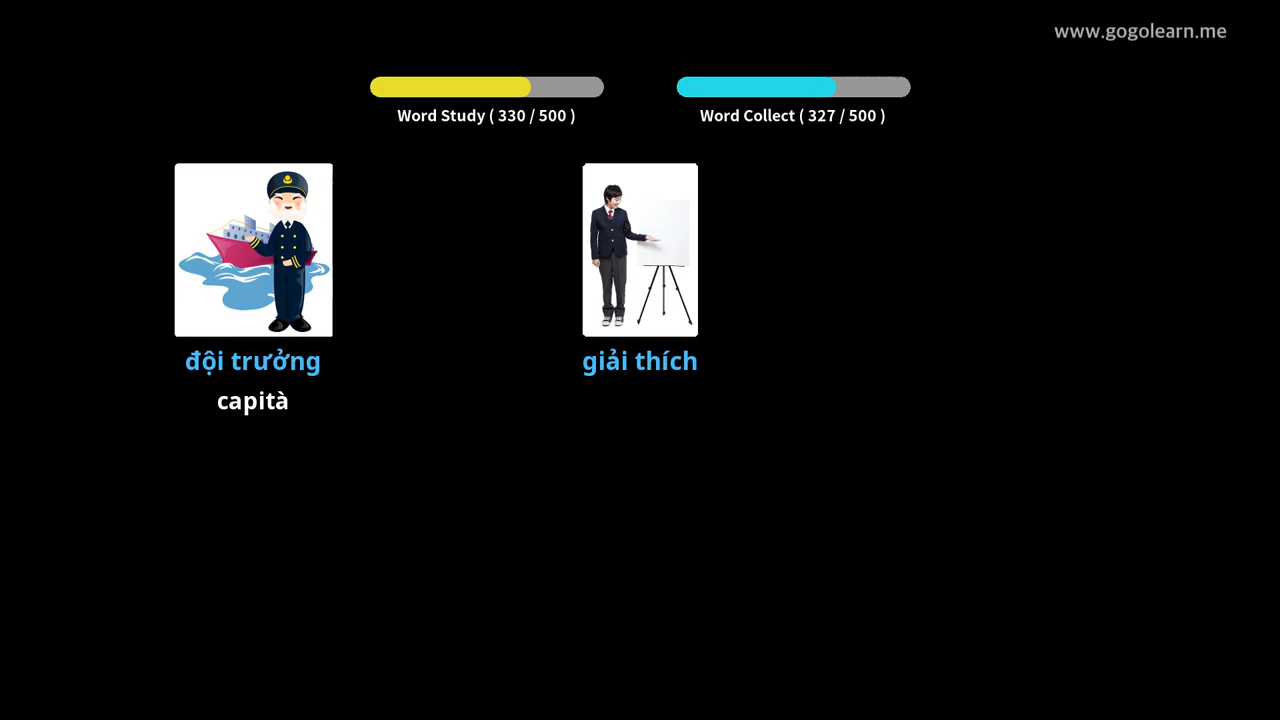 www.gogolearn.me
Word Study ( 330 / 500 )
Word Collect ( 327 / 500 )
đội trưởng
giải thích
capità